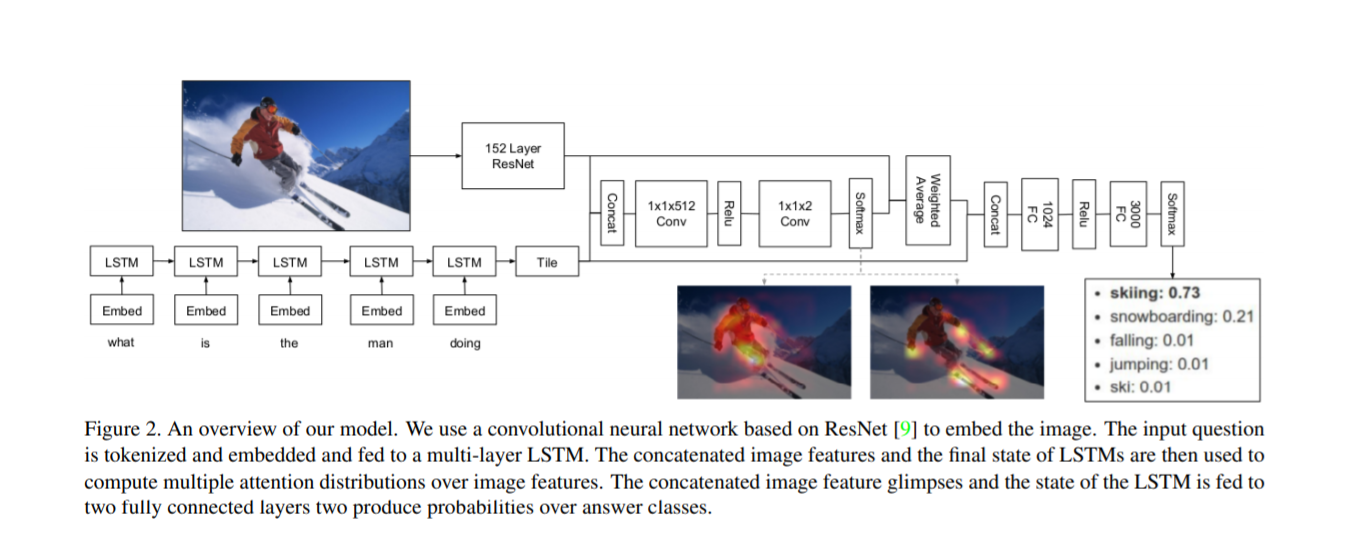 152 Layer
ResNet
Concat
1x1x512
Conv
Relu
1x1x2
Conv
Softmax
Weighted
Average
Concat
1024
FC
Relu
3000
FC
Softmax
LSTM LSTM LSTM LSTM LSTM Tile
Embed Embed Embed Embed Embed
what is the man doing
• skiing: 0.73
• snowboarding: 0.21
• falling: 0.01
• jumping: 0.01
• ski: 0.01
Figure 2. An overview of our model. We use a convolutional neural network based on ResNet [9] to embed the image. The input question
is tokenized and embedded and fed to a multi-layer LSTM. The concatenated image features and the final state of LSTMs are then used to
compute multiple attention distributions over image features. The concatenated image feature glimpses and the state of the LSTM is fed to
two fully connected layers two produce probabilities over answer classes.